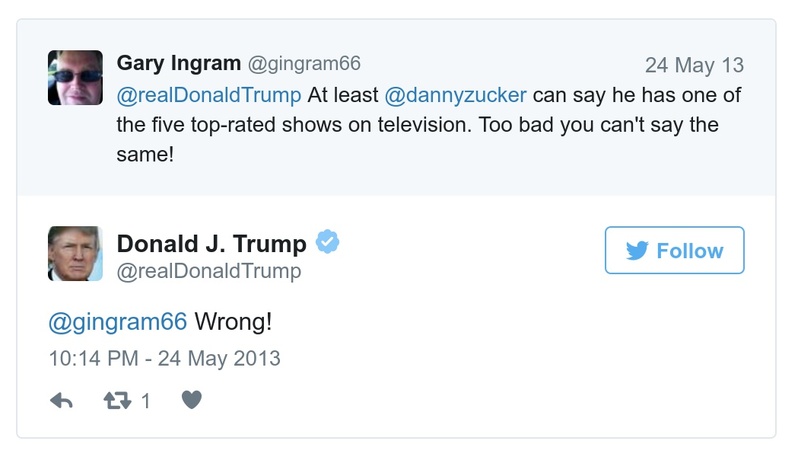 Gary Ingram @gingram66 24 May 13
@realDonaldTrump At least @dannyzucker can say he has one of
the five top-rated shows on television. Too bad you can't say the
same!
Donald J. Trump
@realDonaldTrump
Follow
@gingram66 Wrong!
10:14 PM - 24 May 2013
1